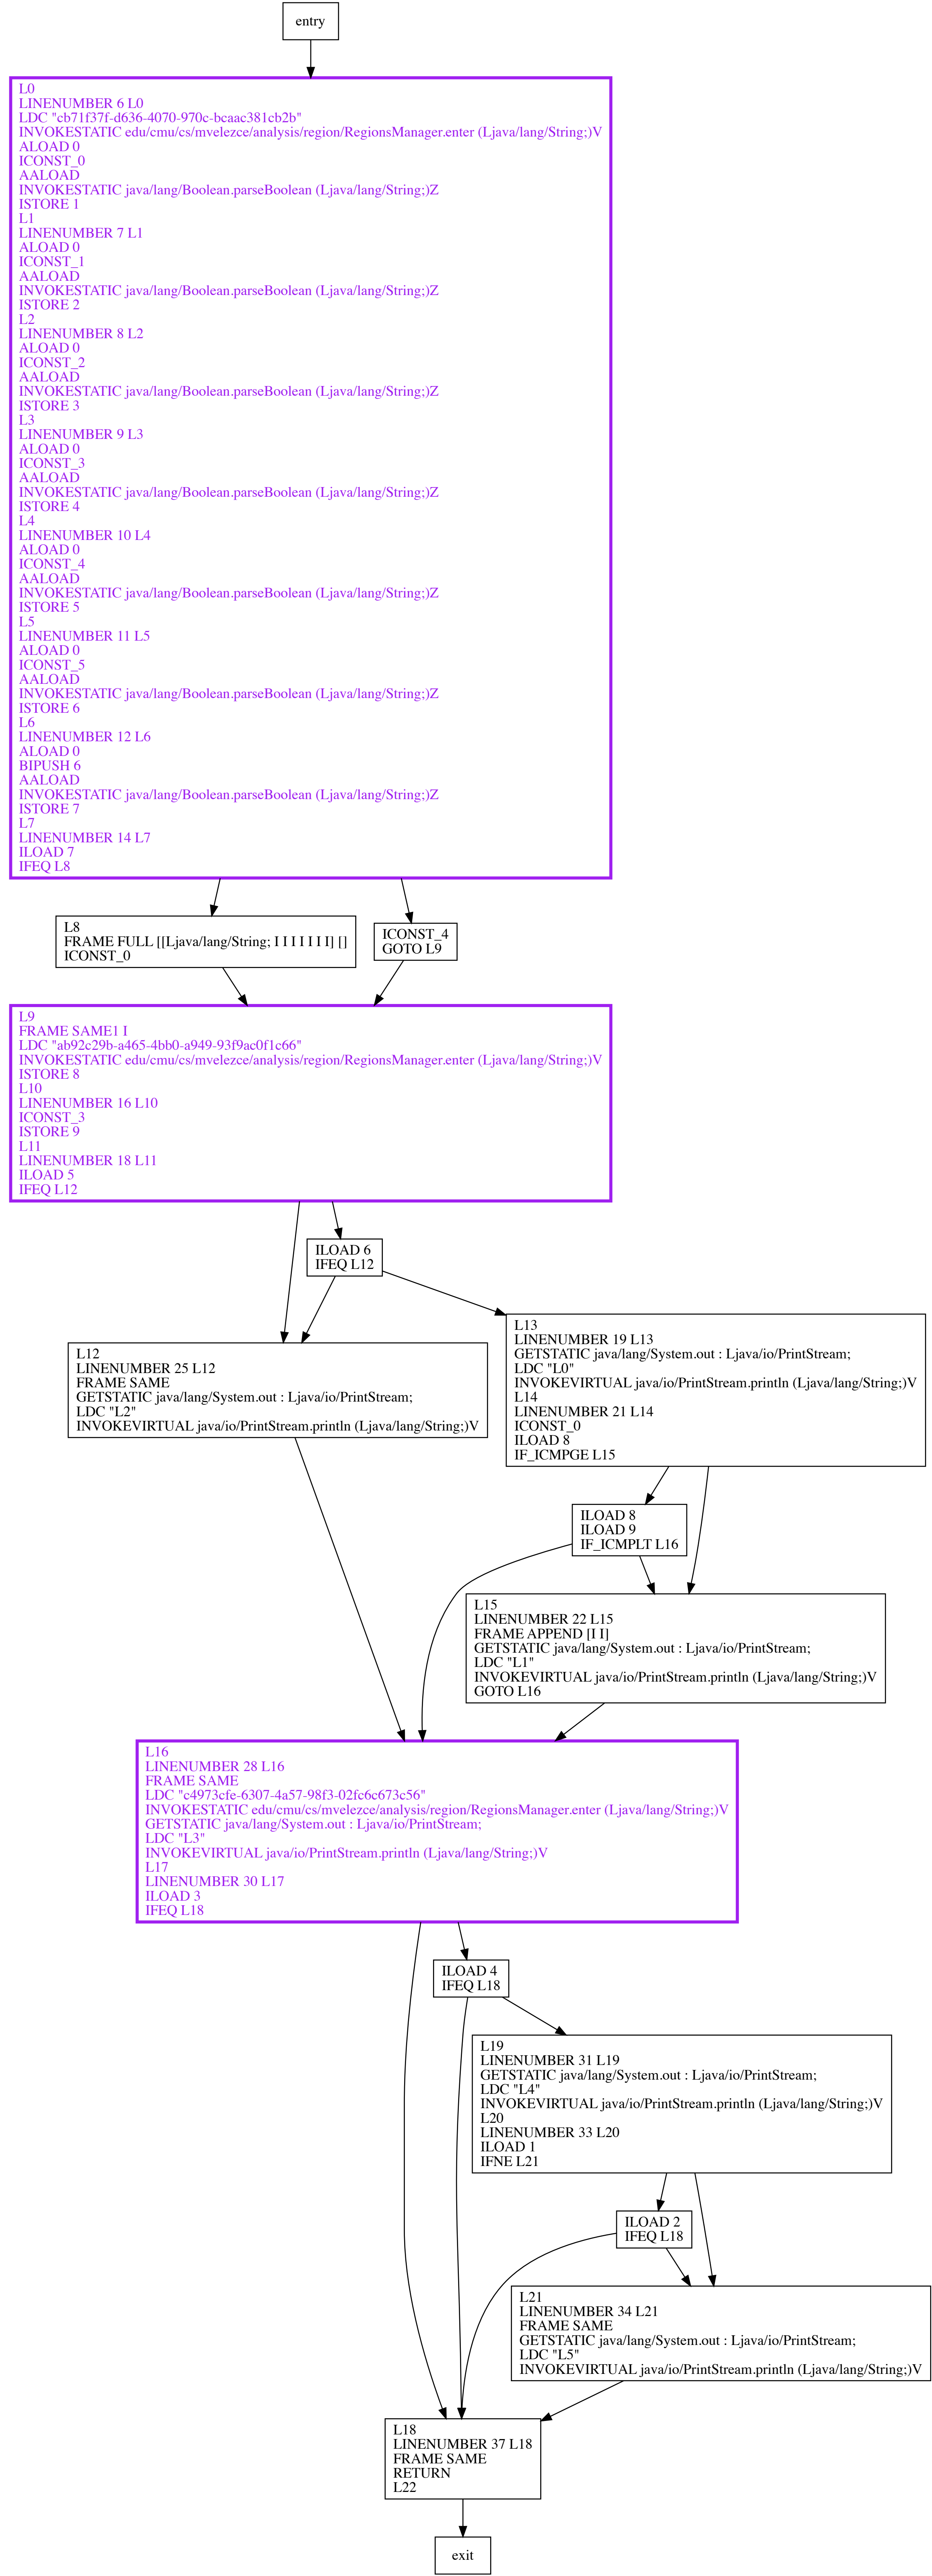 entry
L0
LINENUMBER 6 L0
LDC "cb71f37f-d636-4070-970c-bcaac381cb2b"
INVOKESTATIC edu/cmu/cs/mvelezce/analysis/region/RegionsManager.enter (Ljava/lang/String;)V
ALOAD 0
ICONST_0
AALOAD
INVOKESTATIC java/lang/Boolean.parseBoolean (Ljava/lang/String;)Z
ISTORE 1
L1
LINENUMBER 7 L1
ALOAD 0
ICONST_1
AALOAD
INVOKESTATIC java/lang/Boolean.parseBoolean (Ljava/lang/String;)Z
ISTORE 2
L2
LINENUMBER 8 L2
ALOAD 0
ICONST_2
AALOAD
INVOKESTATIC java/lang/Boolean.parseBoolean (Ljava/lang/String;)Z
ISTORE 3
L3
LINENUMBER 9 L3
ALOAD 0
ICONST_3
AALOAD
INVOKESTATIC java/lang/Boolean.parseBoolean (Ljava/lang/String;)Z
ISTORE 4
L4
LINENUMBER 10 L4
ALOAD 0
ICONST_4
AALOAD
INVOKESTATIC java/lang/Boolean.parseBoolean (Ljava/lang/String;)Z
ISTORE 5
L5
LINENUMBER 11 L5
ALOAD 0
ICONST_5
AALOAD
INVOKESTATIC java/lang/Boolean.parseBoolean (Ljava/lang/String;)Z
ISTORE 6
L6
LINENUMBER 12 L6
ALOAD 0
BIPUSH 6
AALOAD
INVOKESTATIC java/lang/Boolean.parseBoolean (Ljava/lang/String;)Z
ISTORE 7
L7
LINENUMBER 14 L7
ILOAD 7
IFEQ L8
L8
FRAME FULL [[Ljava/lang/String; I I I I I I I] []
ICONST_0
ICONST_4
GOTO L9
L9
FRAME SAME1 I
LDC "ab92c29b-a465-4bb0-a949-93f9ac0f1c66"
INVOKESTATIC edu/cmu/cs/mvelezce/analysis/region/RegionsManager.enter (Ljava/lang/String;)V
ISTORE 8
L10
LINENUMBER 16 L10
ICONST_3
ISTORE 9
L11
LINENUMBER 18 L11
ILOAD 5
IFEQ L12
ILOAD 6
IFEQ L12
L12
LINENUMBER 25 L12
FRAME SAME
GETSTATIC java/lang/System.out : Ljava/io/PrintStream;
LDC "L2"
INVOKEVIRTUAL java/io/PrintStream.println (Ljava/lang/String;)V
L13
LINENUMBER 19 L13
GETSTATIC java/lang/System.out : Ljava/io/PrintStream;
LDC "L0"
INVOKEVIRTUAL java/io/PrintStream.println (Ljava/lang/String;)V
L14
LINENUMBER 21 L14
ICONST_0
ILOAD 8
IF_ICMPGE L15
ILOAD 8
ILOAD 9
IF_ICMPLT L16
L15
LINENUMBER 22 L15
FRAME APPEND [I I]
GETSTATIC java/lang/System.out : Ljava/io/PrintStream;
LDC "L1"
INVOKEVIRTUAL java/io/PrintStream.println (Ljava/lang/String;)V
GOTO L16
L16
LINENUMBER 28 L16
FRAME SAME
LDC "c4973cfe-6307-4a57-98f3-02fc6c673c56"
INVOKESTATIC edu/cmu/cs/mvelezce/analysis/region/RegionsManager.enter (Ljava/lang/String;)V
GETSTATIC java/lang/System.out : Ljava/io/PrintStream;
LDC "L3"
INVOKEVIRTUAL java/io/PrintStream.println (Ljava/lang/String;)V
L17
LINENUMBER 30 L17
ILOAD 3
IFEQ L18
ILOAD 4
IFEQ L18
L19
LINENUMBER 31 L19
GETSTATIC java/lang/System.out : Ljava/io/PrintStream;
LDC "L4"
INVOKEVIRTUAL java/io/PrintStream.println (Ljava/lang/String;)V
L20
LINENUMBER 33 L20
ILOAD 1
IFNE L21
ILOAD 2
IFEQ L18
L21
LINENUMBER 34 L21
FRAME SAME
GETSTATIC java/lang/System.out : Ljava/io/PrintStream;
LDC "L5"
INVOKEVIRTUAL java/io/PrintStream.println (Ljava/lang/String;)V
L18
LINENUMBER 37 L18
FRAME SAME
RETURN
L22
exit